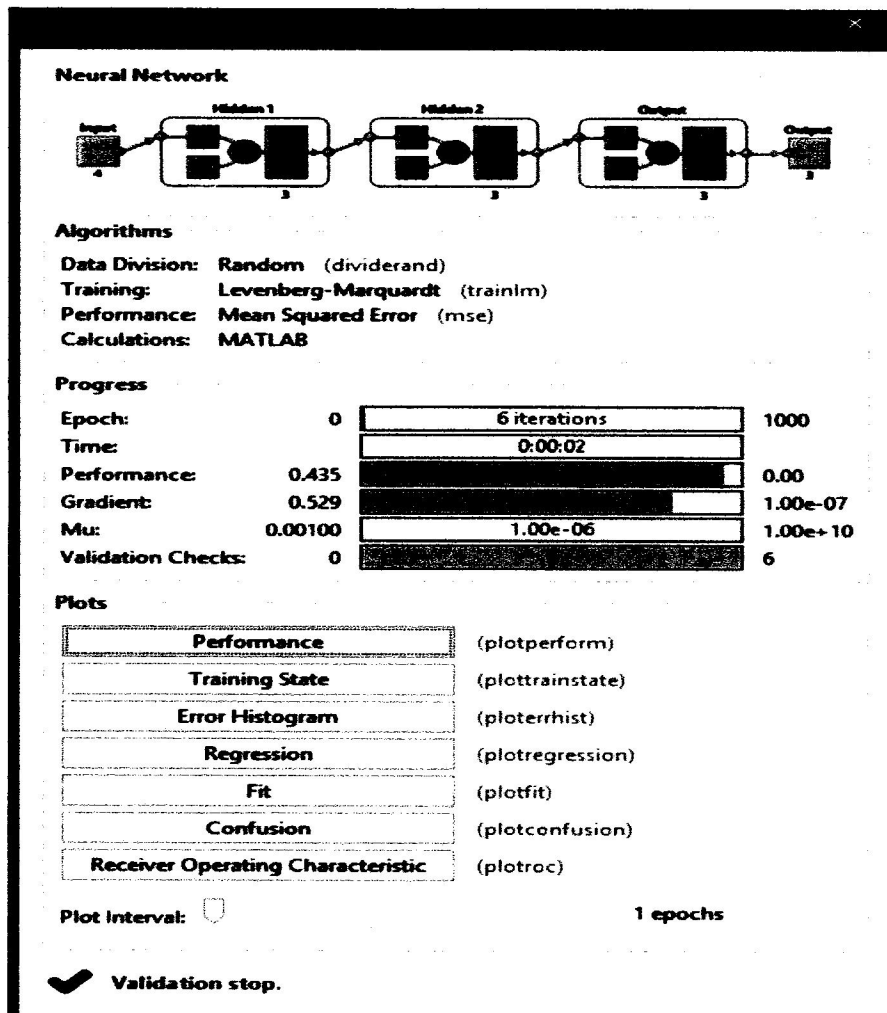 ×
Neural Network
Hidden 1 Hidden 2 Output
Input Output
4 3 3 3 3
Algorithms
Data Division: Random (dividerand)
Training: Levenberg-Marquardt (trainlm)
Performance: Mean Squared Error (mse)
Calculations: MATLAB
Progress
Epoch: 0 6 iterations 1000
Time: 0:00:02
Performance: 0.435 0.00
Gradient: 0.529 1.00e-07
Mu: 0.00100 1.00e-06 1.00e+10
Validation Checks: 0 6
Plots
Performance (plotperform)
Training State (plottrainstate)
Error Histogram (ploterrhist)
Regression (plotregression)
Fit (plotfit)
Confusion (plotconfusion)
Receiver Operating Characteristic (plotroc)
Plot Interval: 1 epochs
Validation stop.